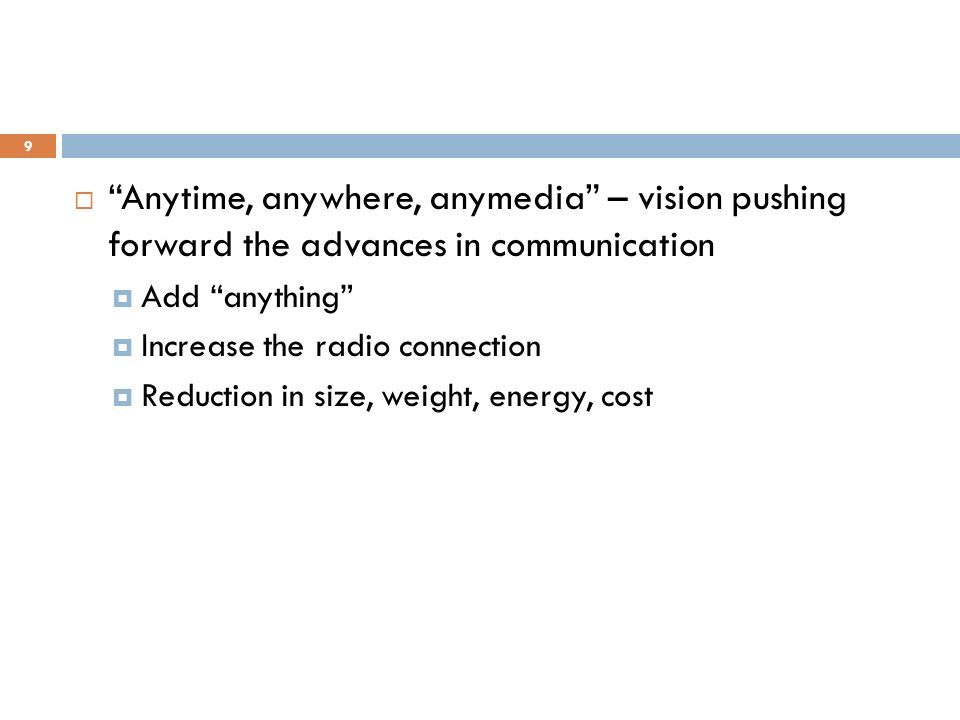 9
“Anytime, anywhere, anymedia” – vision pushing
forward the advances in communication
Add “anything”
Increase the radio connection
Reduction in size, weight, energy, cost